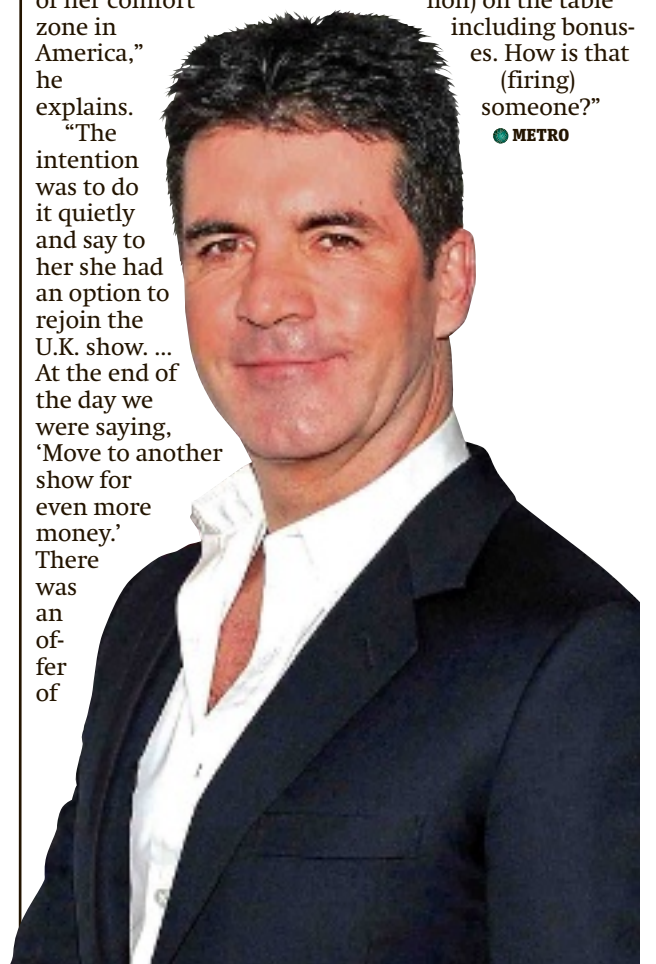 of her comfort
zone in
America,”
he
explains.
“The
intention
was to do
it quietly
and say to
her she had
an option to
rejoin the
U.K. show. ...
At the end of
the day we
were saying,
‘Move to another
show for
even more
money.’
There
was
an
of-
fer
of
lion) on the table
including bonus-
es. How is that
(firing)
someone?”
METRO